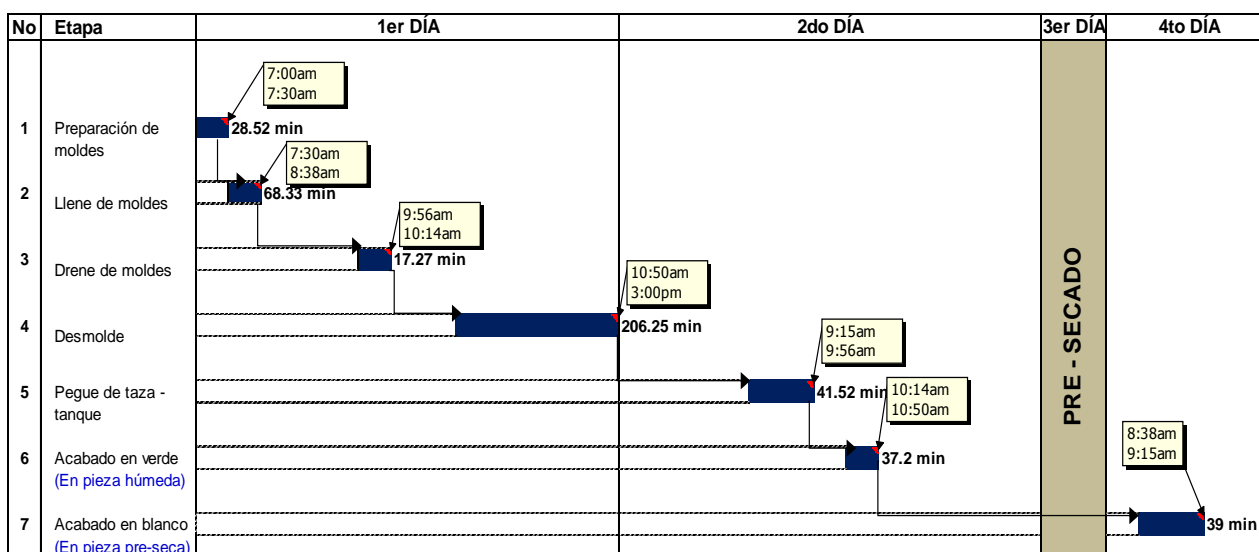 No Etapa 1er DÍA 2do DÍA 3er DÍA 4to DÍA
7:00am
7:30am
1 Preparación de moldes 28.52 min
7:30am
8:38am
2 Llene de moldes 68.33 min
9:56am
10:14am
3 Drene de moldes 17.27 min
10:50am
3:00pm
4 Desmolde 206.25 min
9:15am
9:56am
5 Pegue de taza - tanque 41.52 min
10:14am
10:50am
6 Acabado en verde 37.2 min
(En pieza húmeda)
PRE - SECADO
8:38am
9:15am
7 Acabado en blanco 39 min
(En pieza pre-seca)